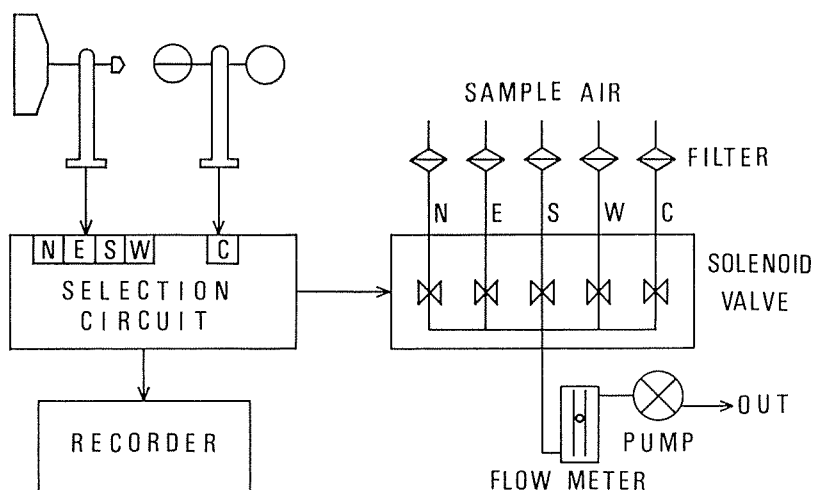 SAMPLE AIR
FILTER
N E S W C
N E S W C
SELECTION
CIRCUIT
SOLENOID
VALVE
RECORDER
OUT
PUMP
FLOW METER